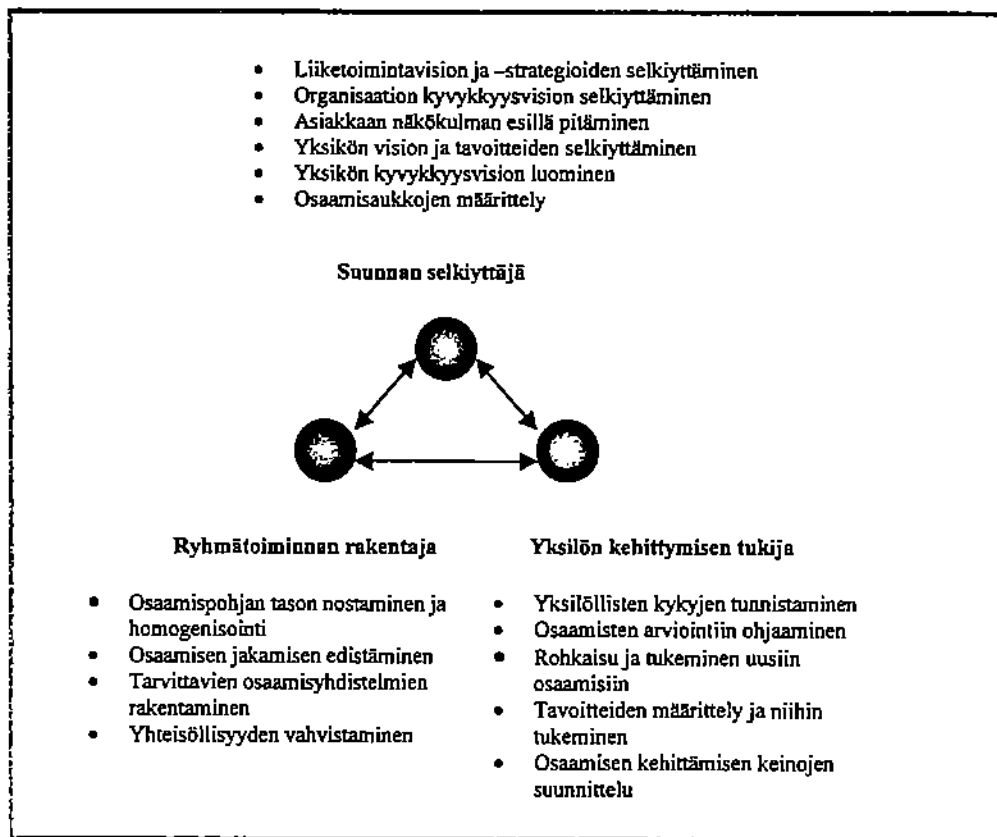 • Liiketoimintavision ja –strategioiden selkiyttäminen
• Organisaation kyvykkyysvision selkiyttäminen
• Asiakkaan näkökulman esillä pitäminen
• Yksikön vision ja tavoitteiden selkiyttäminen
• Yksikön kyvykkyysvision luominen
• Osaamisaukkojen määrittely
Suunnan selkiyttäjä
Ryhmätoiminnan rakentaja
• Osaamispohjan tason nostaminen ja
homogenisointi
• Osaamisen jakamisen edistäminen
• Tarvittavien osaamisyhdistelmien
rakentaminen
• Yhteisöllisyyden vahvistaminen
Yksilön kehittymisen tukija
• Yksilöllisten kykyjen tunnistaminen
• Osaamisten arviointiin ohjaaminen
• Rohkaisu ja tukeminen uusiin
osaamisiin
• Tavoitteiden määrittely ja niihin
tukeminen
• Osaamisen kehittämisen keinojen
suunnittelu